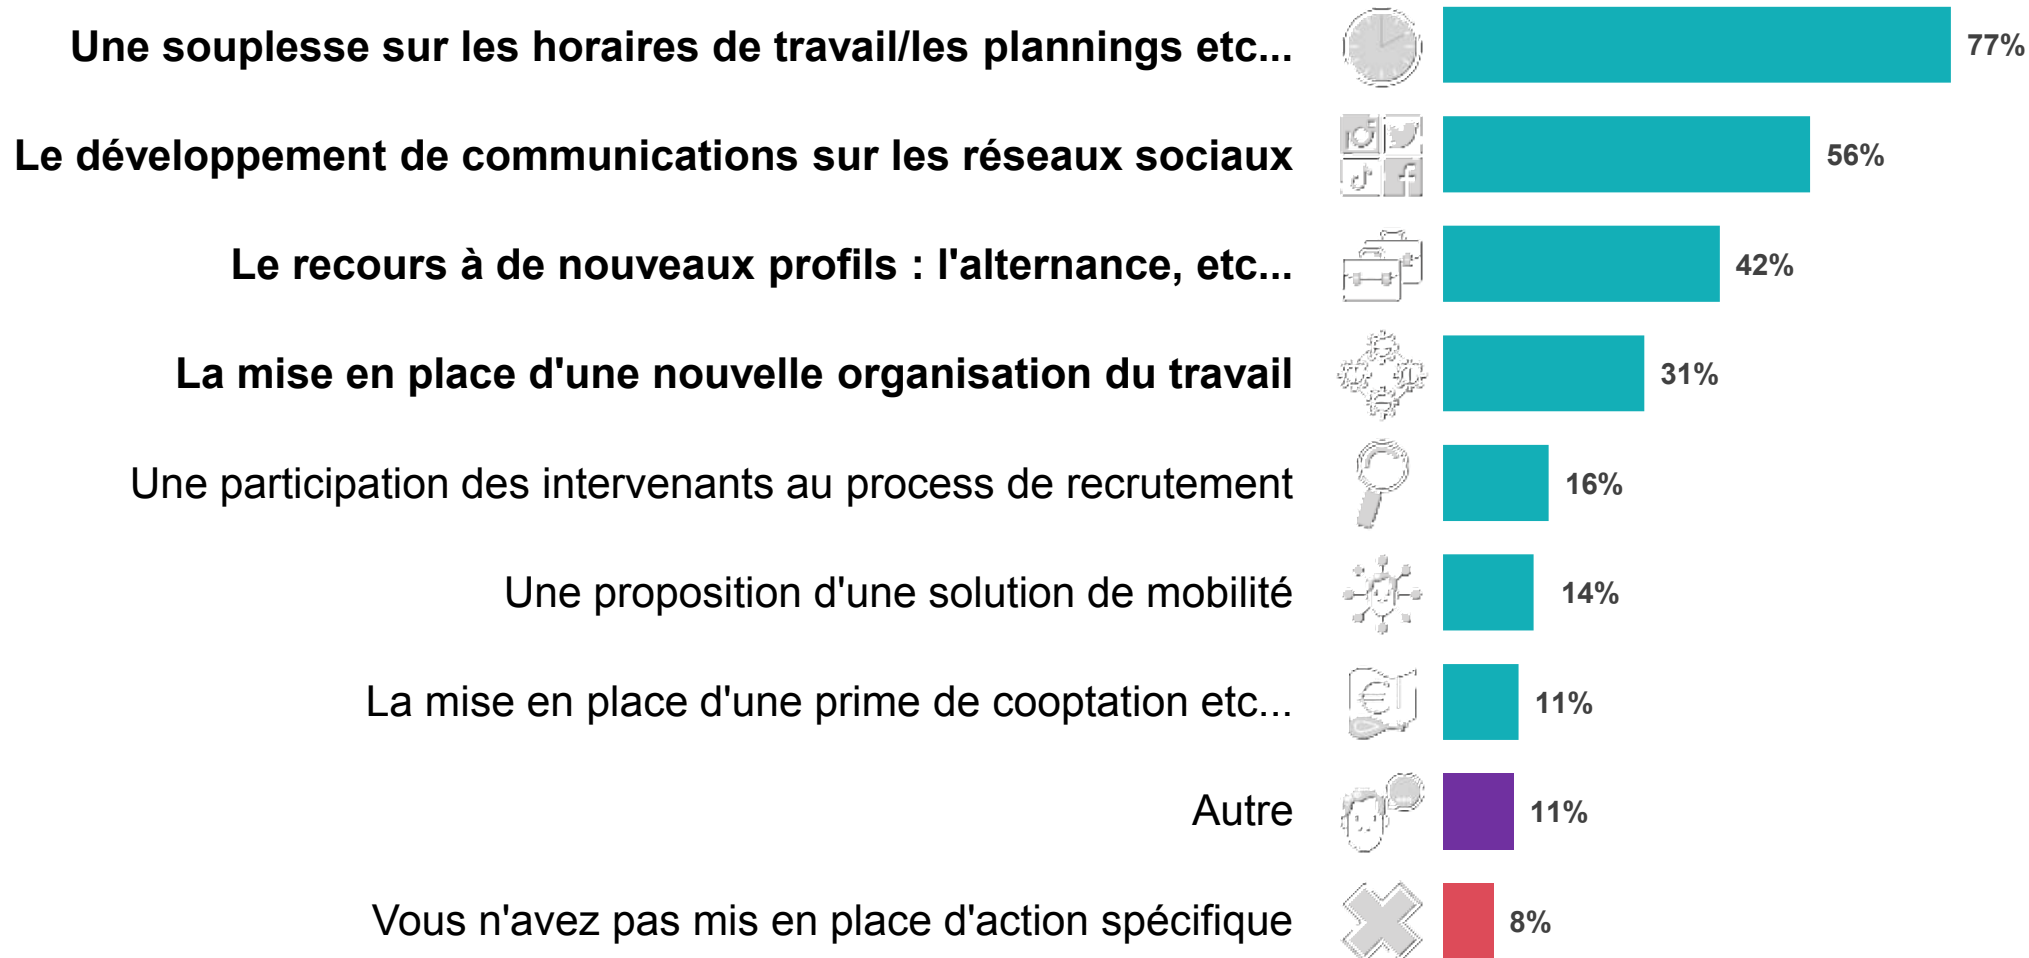 Une souplesse sur les horaires de travail/les plannings etc... 77%
Le développement de communications sur les réseaux sociaux 56%
Le recours à de nouveaux profils : l'alternance, etc... 42%
La mise en place d'une nouvelle organisation du travail 31%
Une participation des intervenants au process de recrutement 16%
Une proposition d'une solution de mobilité 14%
La mise en place d'une prime de cooptation etc... 11%
Autre 11%
Vous n'avez pas mis en place d'action spécifique 8%